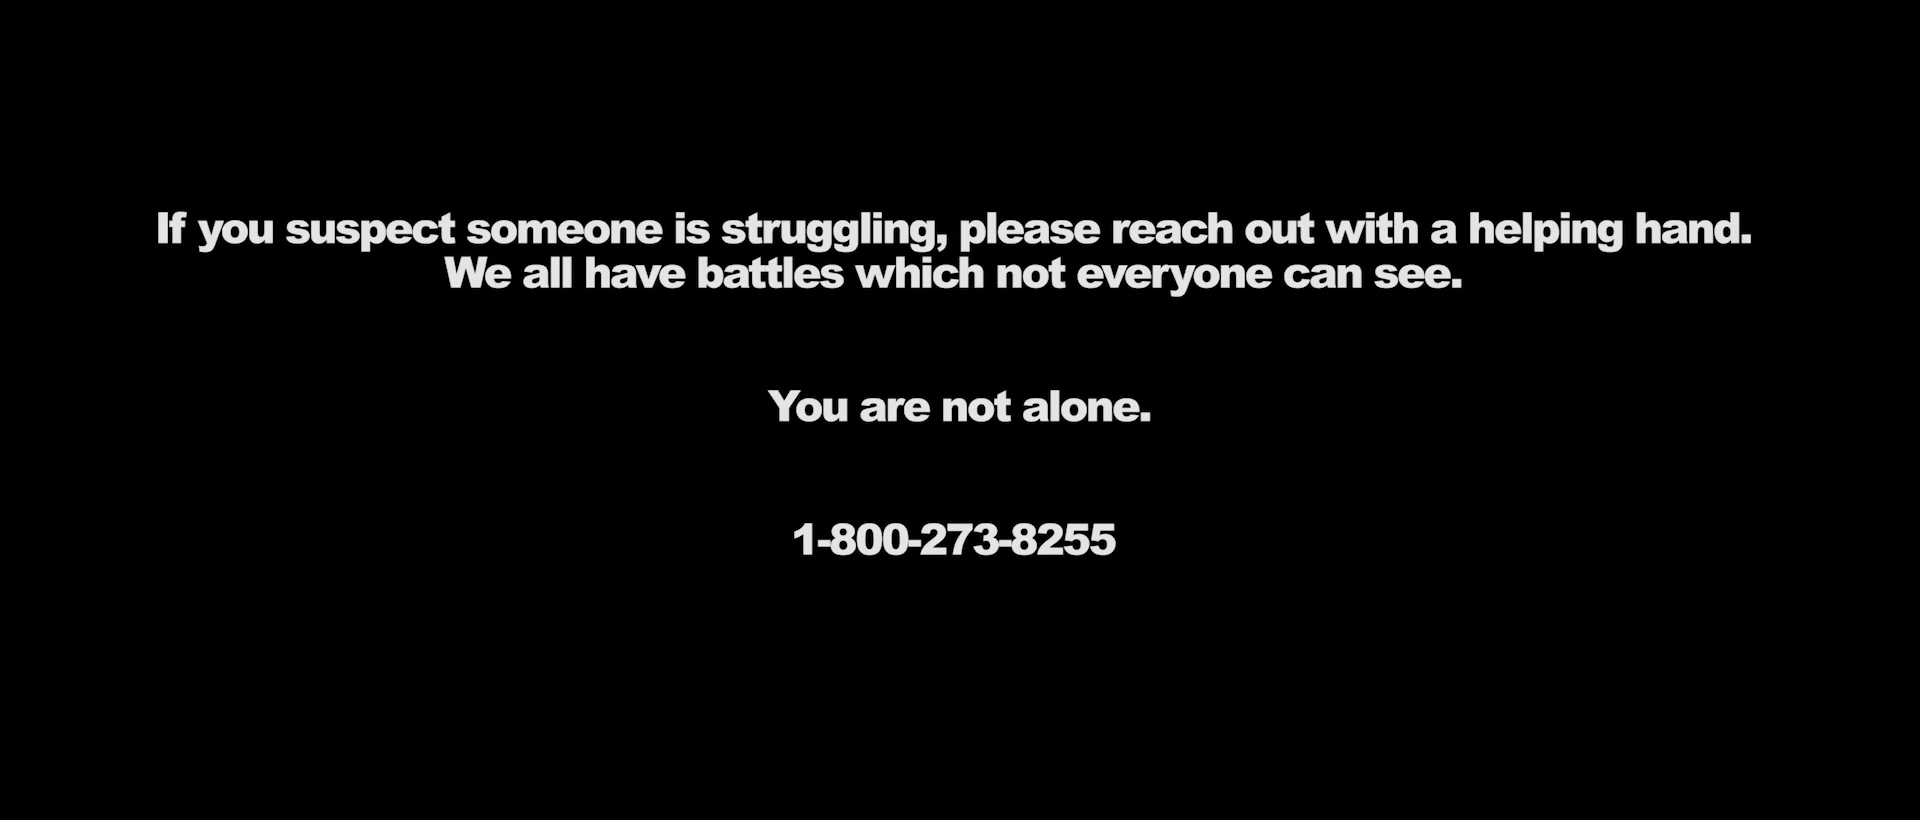 If you suspect someone is struggling, please reach out with a helping hand.
We all have battles which not everyone can see.
You are not alone.
1-800-273-8255